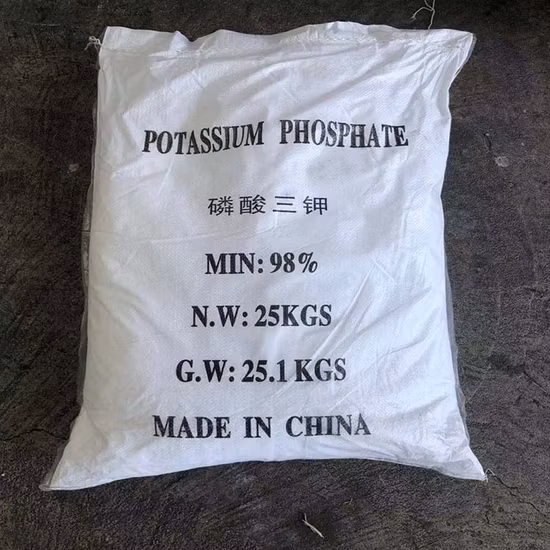 POTASSIUM PHOSPHATE
磷酸三钾
MIN: 98%
N.W: 25KGS
G.W: 25.1 KGS
MADE IN CHINA